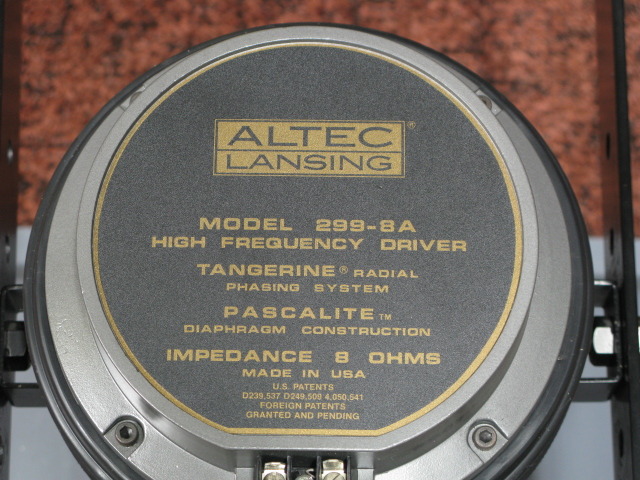 ALTEC®
LANSING
MODEL 299-8A
HIGH FREQUENCY DRIVER
TANGERINE® RADIAL
PHASING SYSTEM
PASCALITE™
DIAPHRAGM CONSTRUCTION
IMPEDANCE 8 OHMS
MADE IN USA
U.S. PATENTS
D239,537 D249,509 4,050,541
FOREIGN PATENTS
GRANTED AND PENDING